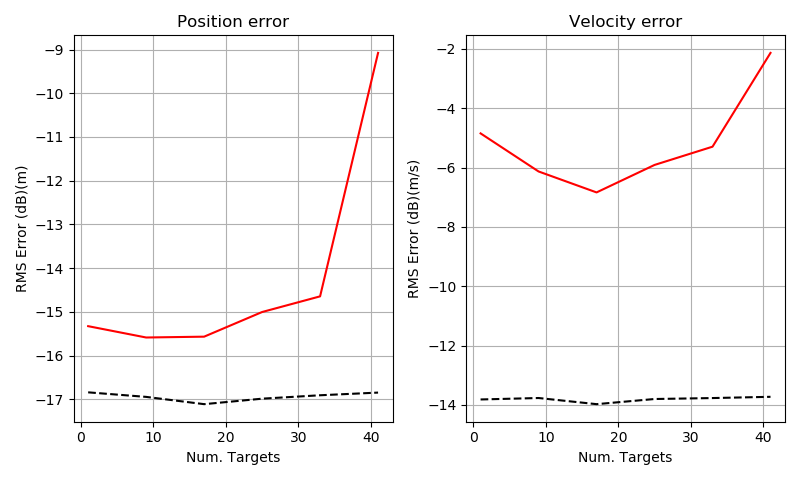 Position error
−9
−10
−11
−12
−13
−14
−15
−16
−17
RMS Error (dB)(m)
0 10 20 30 40
Num. Targets
Velocity error
−2
−4
−6
−8
−10
−12
−14
RMS Error (dB)(m/s)
0 10 20 30 40
Num. Targets